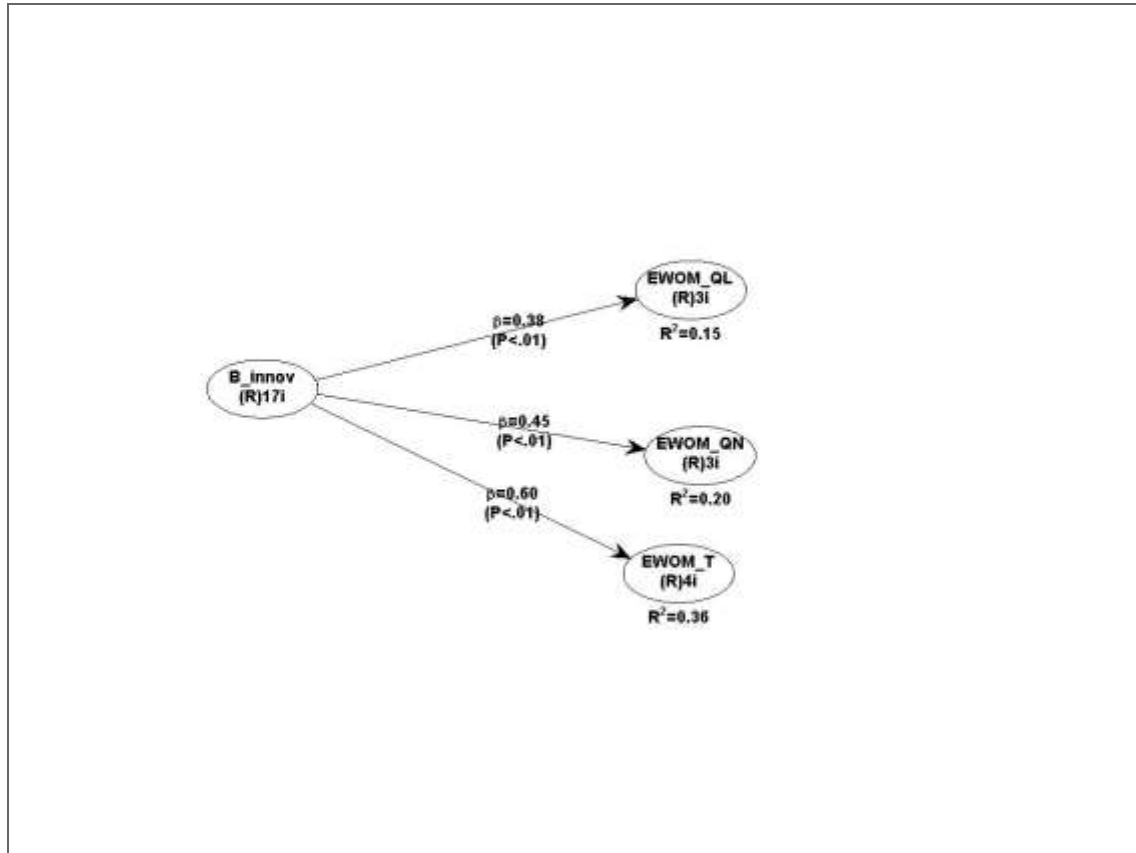 EWOM_QL
(R)3i
R²=0.15
β=0.38
(P<.01)
B_innov
(R)17i
β=0.45
(P<.01)
EWOM_QN
(R)3i
R²=0.20
β=0.60
(P<.01)
EWOM_T
(R)4i
R²=0.36